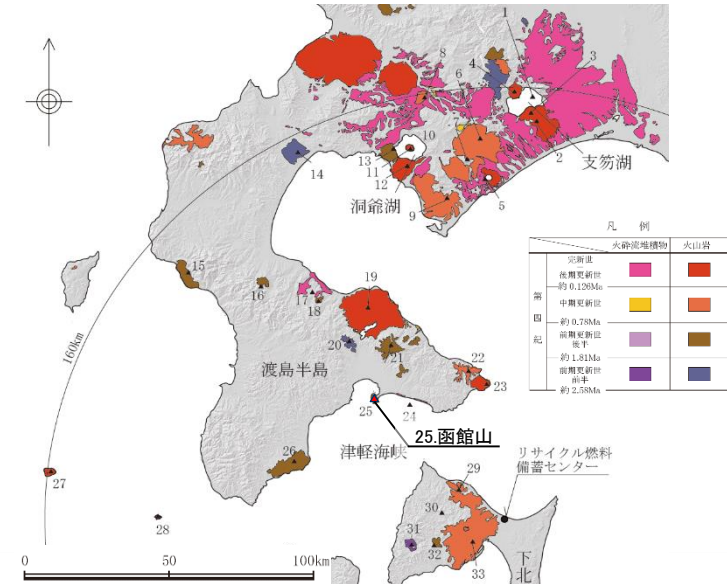 1
3
8
4
6
10
13
11
12
14
洞爺湖
9
5
2
支笏湖
凡 例
火砕流堆積物 火山岩
第四紀
完新世
後期更新世
約 0.126Ma
中期更新世
約 0.78Ma
前期更新世
後半
約 1.81Ma
前期更新世
前半
約 2.58Ma
15
16
17
18
19
160km
渡島半島
20
21
22
23
24
25
25.函館山
津軽海峡
26
リサイクル燃料
備蓄センター
27
28
29
30
31
32
33
下北
0 50 100km